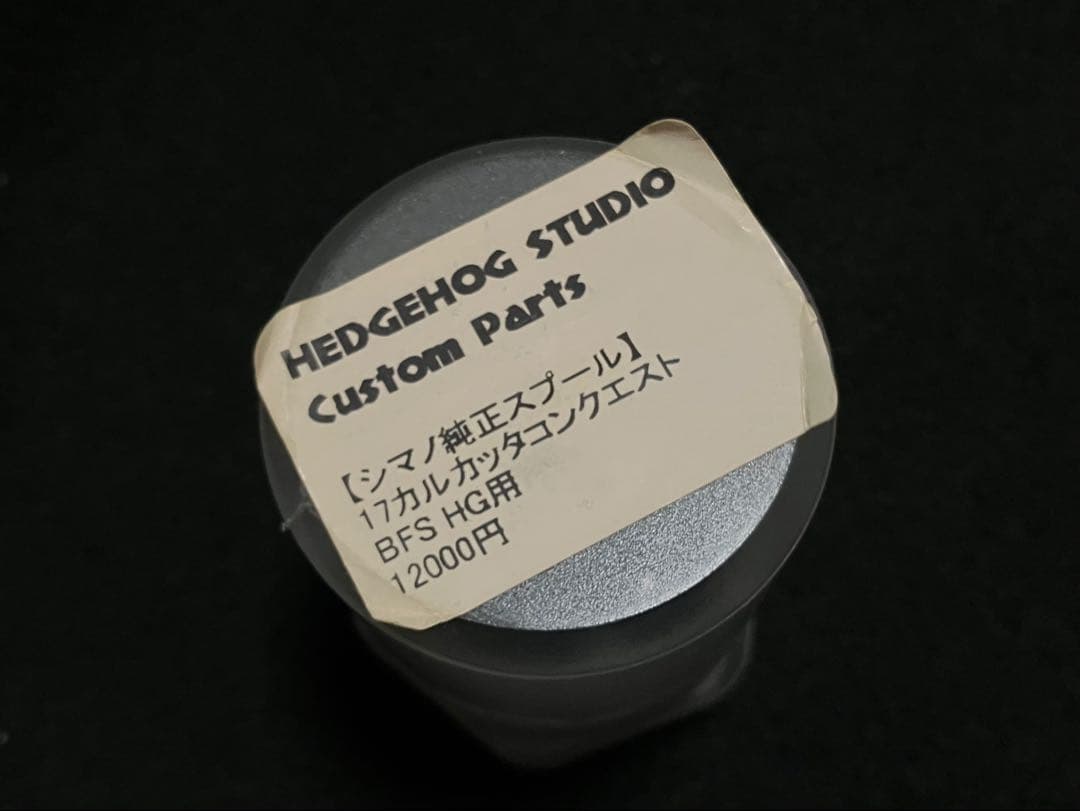 HEDGEHOG STUDIO
Custom Parts
【シマノ純正スプール】
17カルカッタコンクエスト
BFS HG用
12000円